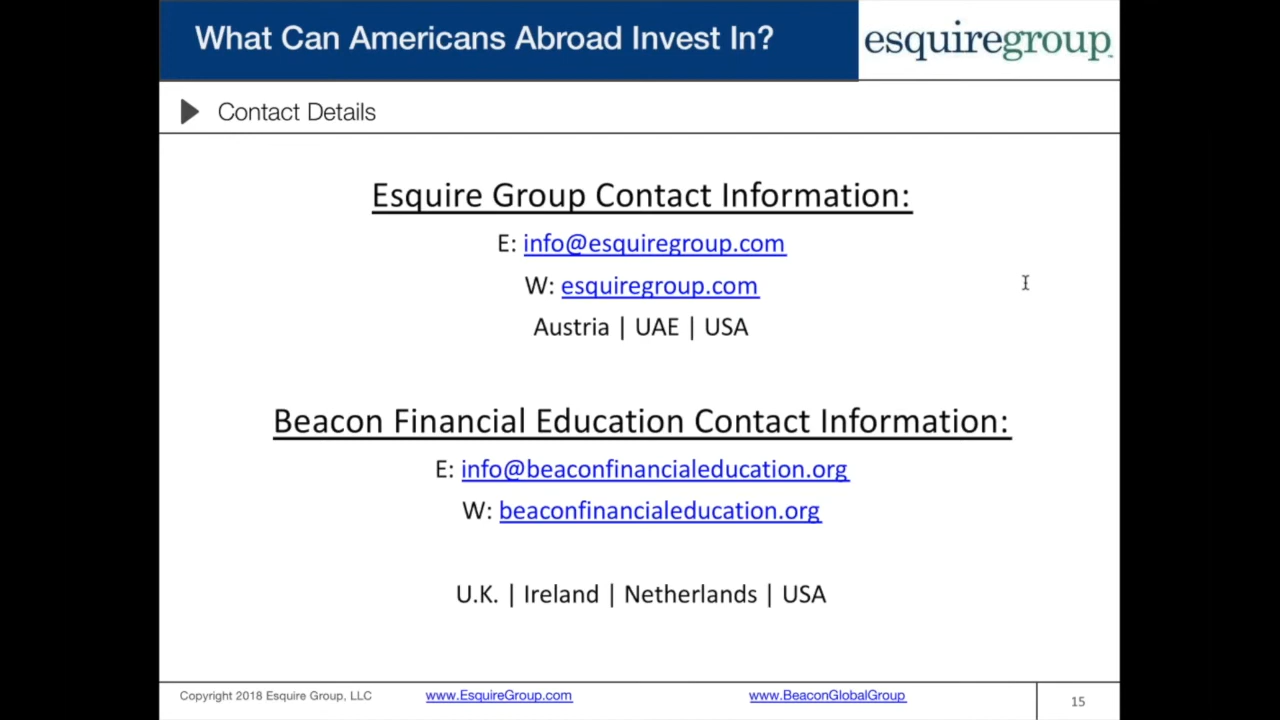 What Can Americans Abroad Invest In?
esquiregroup™
Contact Details
Esquire Group Contact Information:
E: info@esquiregroup.com
W: esquiregroup.com
Austria | UAE | USA
Beacon Financial Education Contact Information:
E: info@beaconfinancialeducation.org
W: beaconfinancialeducation.org
U.K. | Ireland | Netherlands | USA
Copyright 2018 Esquire Group, LLC www.EsquireGroup.com www.BeaconGlobalGroup 15